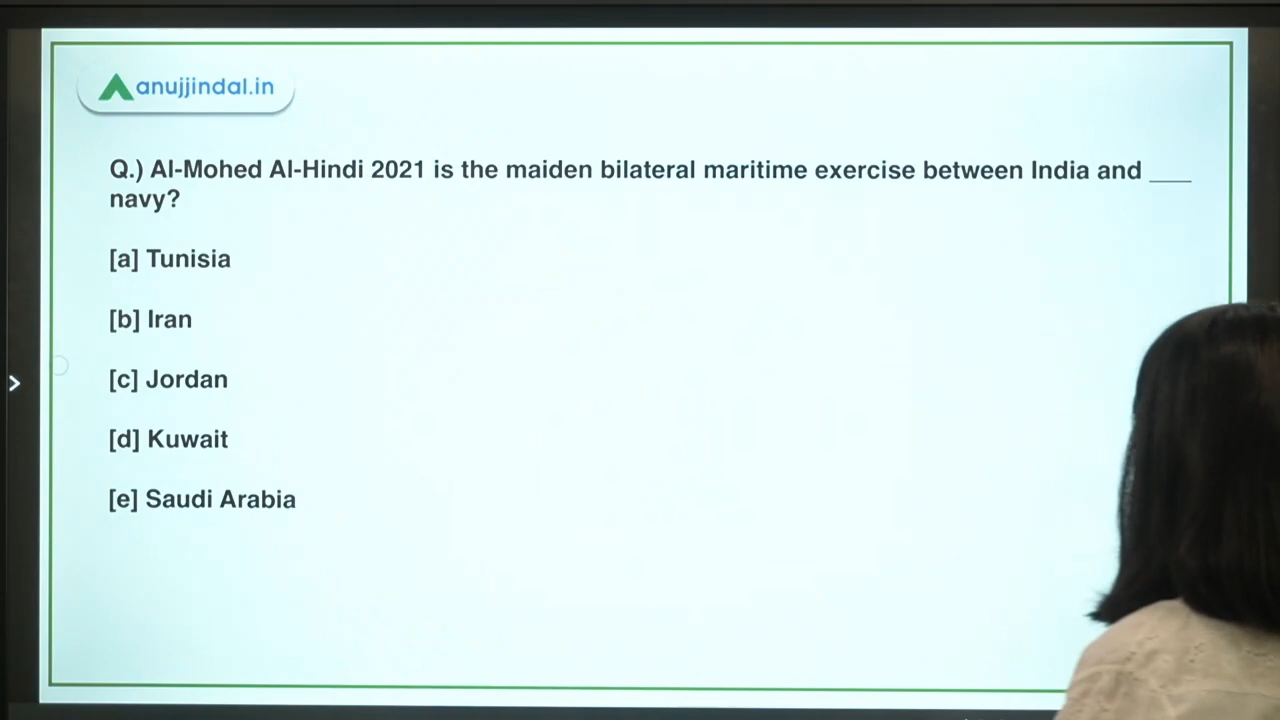 anujjindal.in
Q.) Al-Mohed Al-Hindi 2021 is the maiden bilateral maritime exercise between India and ___
navy?
[a] Tunisia
[b] Iran
[c] Jordan
[d] Kuwait
[e] Saudi Arabia